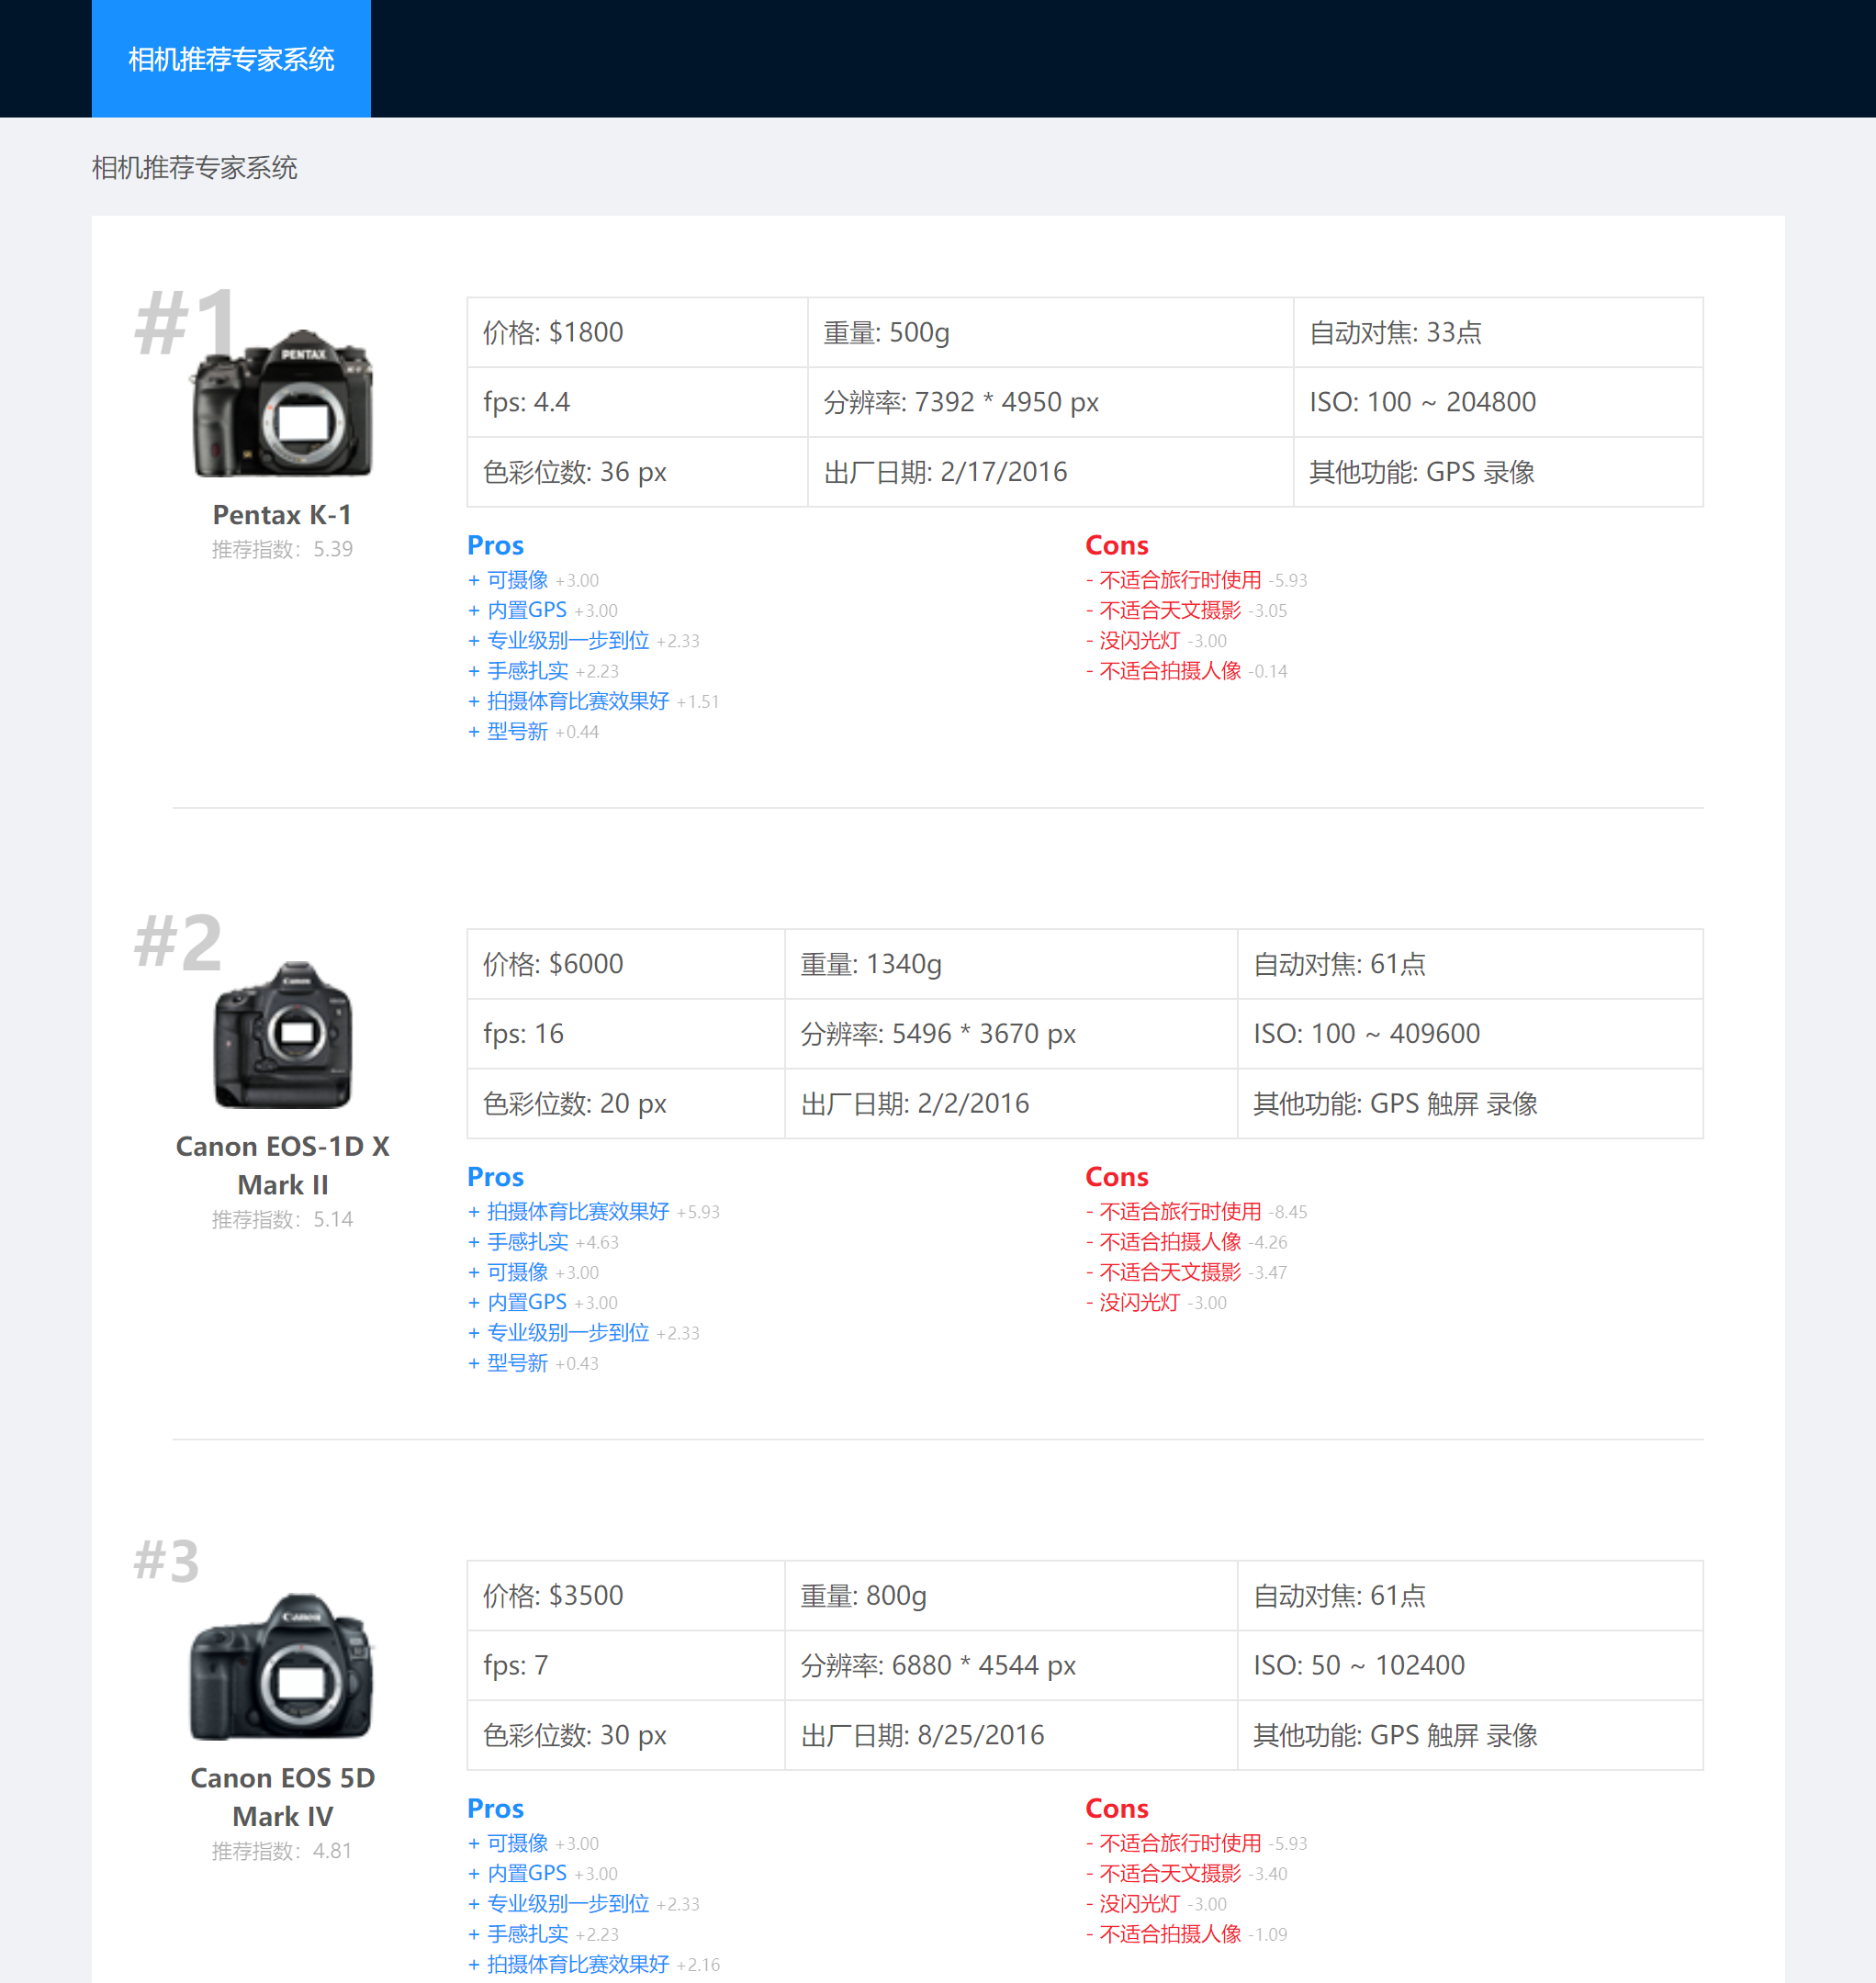 相机推荐专家系统
相机推荐专家系统
#1
PENTAX
Pentax K-1
推荐指数：5.39
价格: $1800 重量: 500g 自动对焦: 33点
fps: 4.4 分辨率: 7392 * 4950 px ISO: 100 ~ 204800
色彩位数: 36 px 出厂日期: 2/17/2016 其他功能: GPS 录像
Pros
+ 可摄像 +3.00
+ 内置GPS +3.00
+ 专业级别一步到位 +2.33
+ 手感扎实 +2.23
+ 拍摄体育比赛效果好 +1.51
+ 型号新 +0.44
Cons
- 不适合旅行时使用 -5.93
- 不适合天文摄影 -3.05
- 没闪光灯 -3.00
- 不适合拍摄人像 -0.14
#2
Canon
Canon EOS-1D X
Mark II
推荐指数：5.14
价格: $6000 重量: 1340g 自动对焦: 61点
fps: 16 分辨率: 5496 * 3670 px ISO: 100 ~ 409600
色彩位数: 20 px 出厂日期: 2/2/2016 其他功能: GPS 触屏 录像
Pros
+ 拍摄体育比赛效果好 +5.93
+ 手感扎实 +4.63
+ 可摄像 +3.00
+ 内置GPS +3.00
+ 专业级别一步到位 +2.33
+ 型号新 +0.43
Cons
- 不适合旅行时使用 -8.45
- 不适合拍摄人像 -4.26
- 不适合天文摄影 -3.47
- 没闪光灯 -3.00
#3
Canon
Canon EOS 5D
Mark IV
推荐指数：4.81
价格: $3500 重量: 800g 自动对焦: 61点
fps: 7 分辨率: 6880 * 4544 px ISO: 50 ~ 102400
色彩位数: 30 px 出厂日期: 8/25/2016 其他功能: GPS 触屏 录像
Pros
+ 可摄像 +3.00
+ 内置GPS +3.00
+ 专业级别一步到位 +2.33
+ 手感扎实 +2.23
+ 拍摄体育比赛效果好 +2.16
Cons
- 不适合旅行时使用 -5.93
- 不适合天文摄影 -3.40
- 没闪光灯 -3.00
- 不适合拍摄人像 -1.09